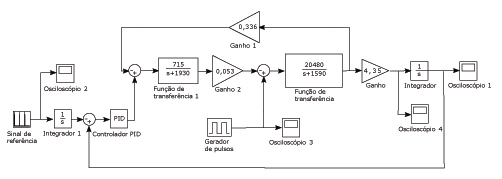 0,336
Ganho 1
715
s+1930
Função de
transferência 1
0,053
Ganho 2
20480
s+1590
Função de
transferência
4,35
Ganho
1
s
Integrador
Osciloscópio 1
Osciloscópio 2
Sinal de
referência
1
s
Integrador 1
PID
Controlador PID
Gerador
de pulsos
Osciloscópio 3
Osciloscópio 4